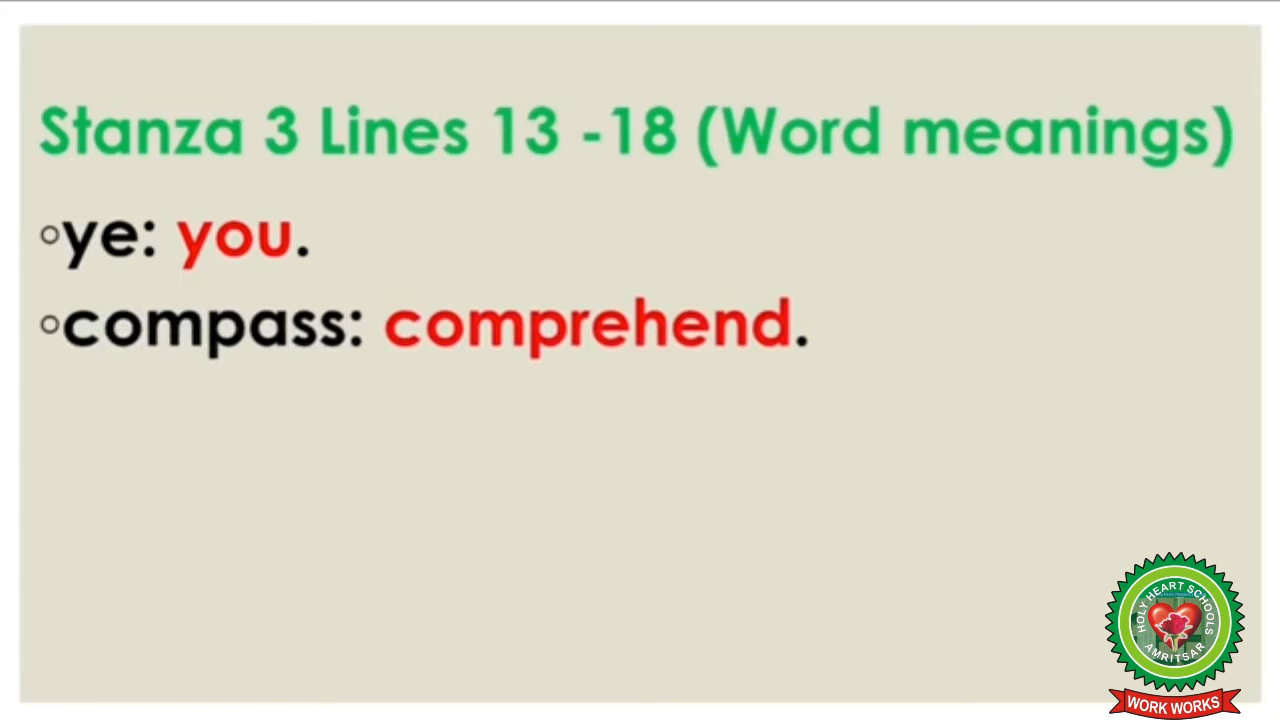 Stanza 3 Lines 13 -18 (Word meanings)
◦ye: you.
◦compass: comprehend.
HOLY HEART SCHOOLS
AMRITSAR
WORK WORKS